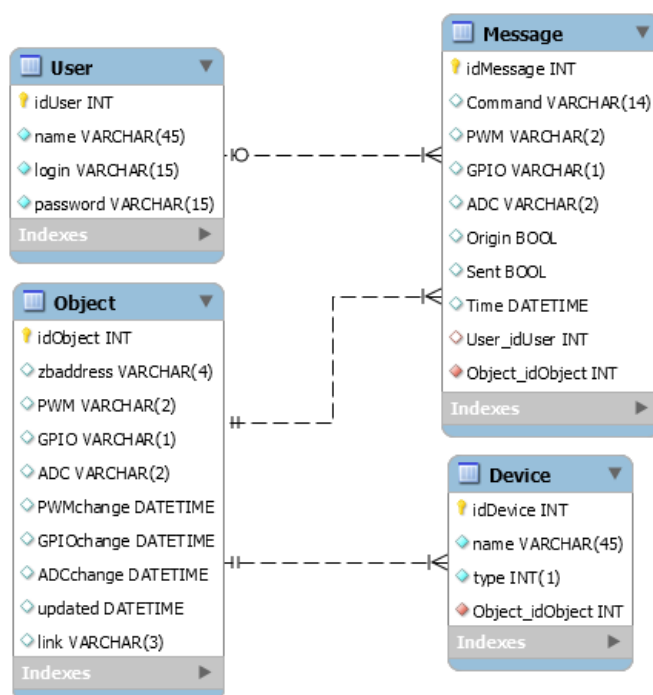 User
idUser INT
name VARCHAR(45)
login VARCHAR(15)
password VARCHAR(15)
Indexes
Object
idObject INT
zbaddress VARCHAR(4)
PWM VARCHAR(2)
GPIO VARCHAR(1)
ADC VARCHAR(2)
PWMchange DATETIME
GPIOchange DATETIME
ADCchange DATETIME
updated DATETIME
link VARCHAR(3)
Indexes
Message
idMessage INT
Command VARCHAR(14)
PWM VARCHAR(2)
GPIO VARCHAR(1)
ADC VARCHAR(2)
Origin BOOL
Sent BOOL
Time DATETIME
User_idUser INT
Object_idObject INT
Indexes
Device
idDevice INT
name VARCHAR(45)
type INT(1)
Object_idObject INT
Indexes